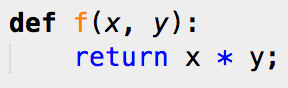 def f(x, y):
    return x * y;